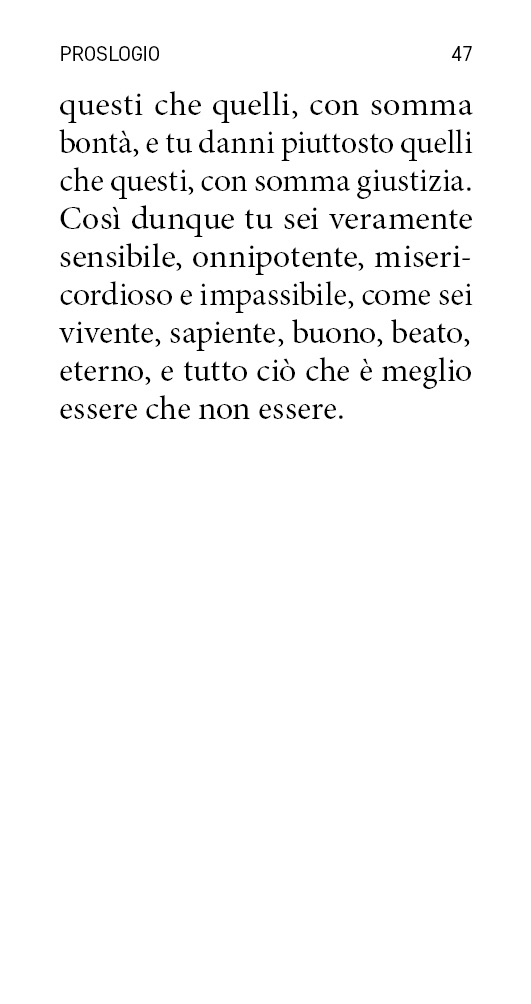 PROSLOGIO 47
questi che quelli, con somma
bontà, e tu danni piuttosto quelli
che questi, con somma giustizia.
Così dunque tu sei veramente
sensibile, onnipotente, miseri-
cordioso e impassibile, come sei
vivente, sapiente, buono, beato,
eterno, e tutto ciò che è meglio
essere che non essere.